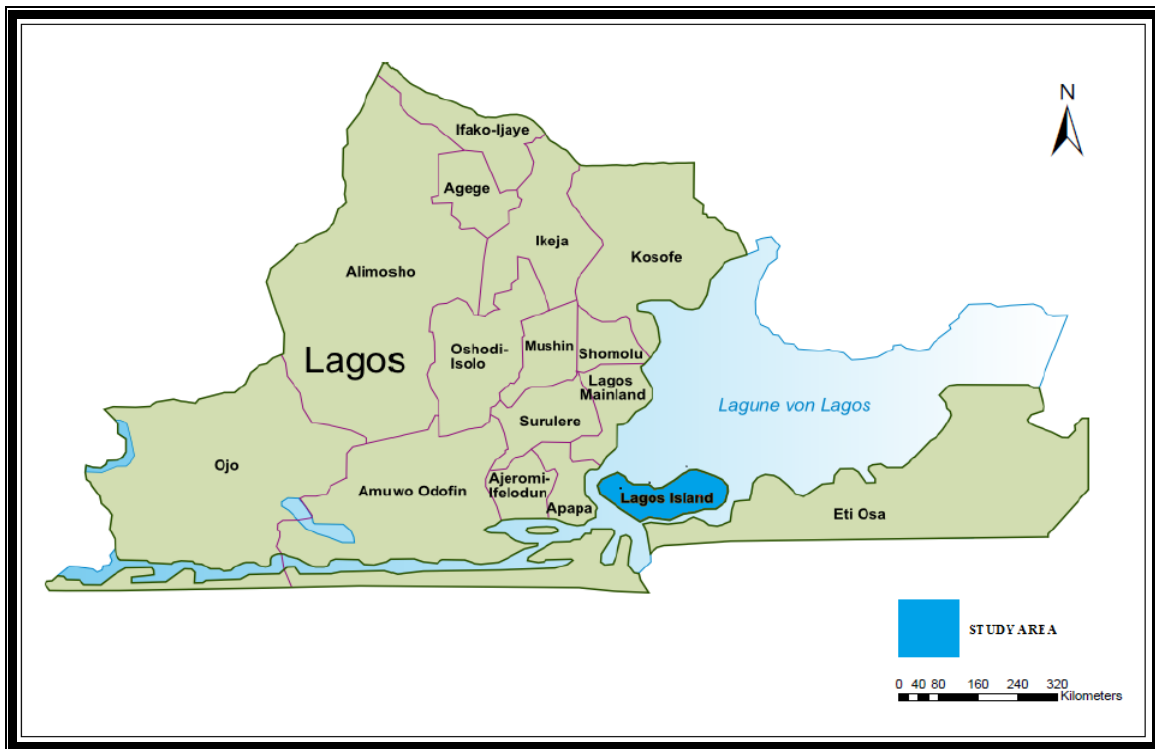 N
Ifako-Ijaye
Agege
Ikeja
Kosofe
Alimosho
Lagos
Oshodi-
Isolo
Mushin
Shomolu
Lagos
Mainland
Surulere
Lagune von Lagos
Ojo
Amuwo Odofin
Ajeromi-
Ifelodun
Apapa
Lagos Island
Eti Osa
STUDY AREA
0 40 80 160 240 320
Kilometers